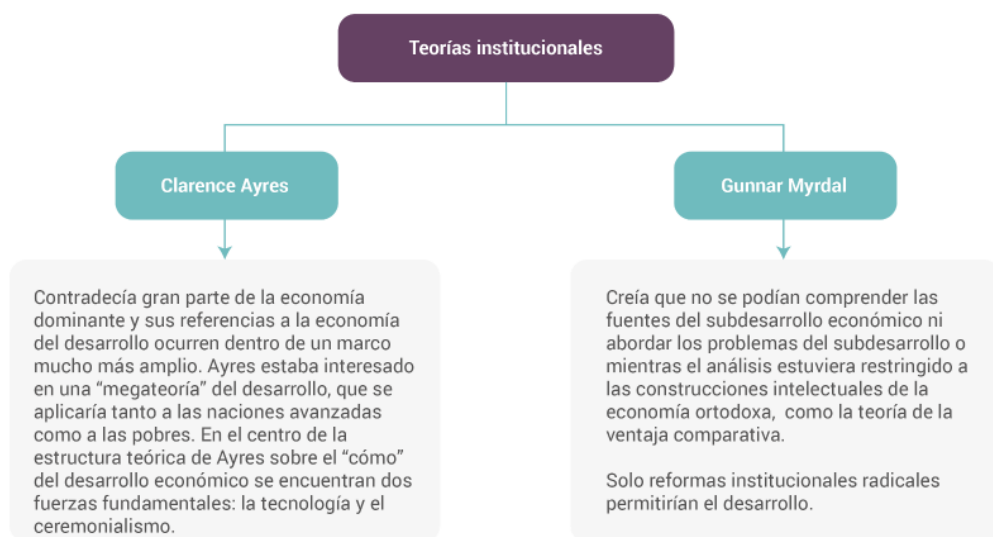 Teorías institucionales
Clarence Ayres
Gunnar Myrdal
Contradecía gran parte de la economía
dominante y sus referencias a la economía
del desarrollo ocurren dentro de un marco
mucho más amplio. Ayres estaba interesado
en una “megateoría” del desarrollo, que se
aplicaría tanto a las naciones avanzadas
como a las pobres. En el centro de la
estructura teórica de Ayres sobre el “cómo”
del desarrollo económico se encuentran dos
fuerzas fundamentales: la tecnología y el
ceremonialismo.
Creía que no se podían comprender las
fuentes del subdesarrollo económico ni
abordar los problemas del subdesarrollo o
mientras el análisis estuviera restringido a
las construcciones intelectuales de la
economía ortodoxa, como la teoría de la
ventaja comparativa.
Solo reformas institucionales radicales
permitirían el desarrollo.